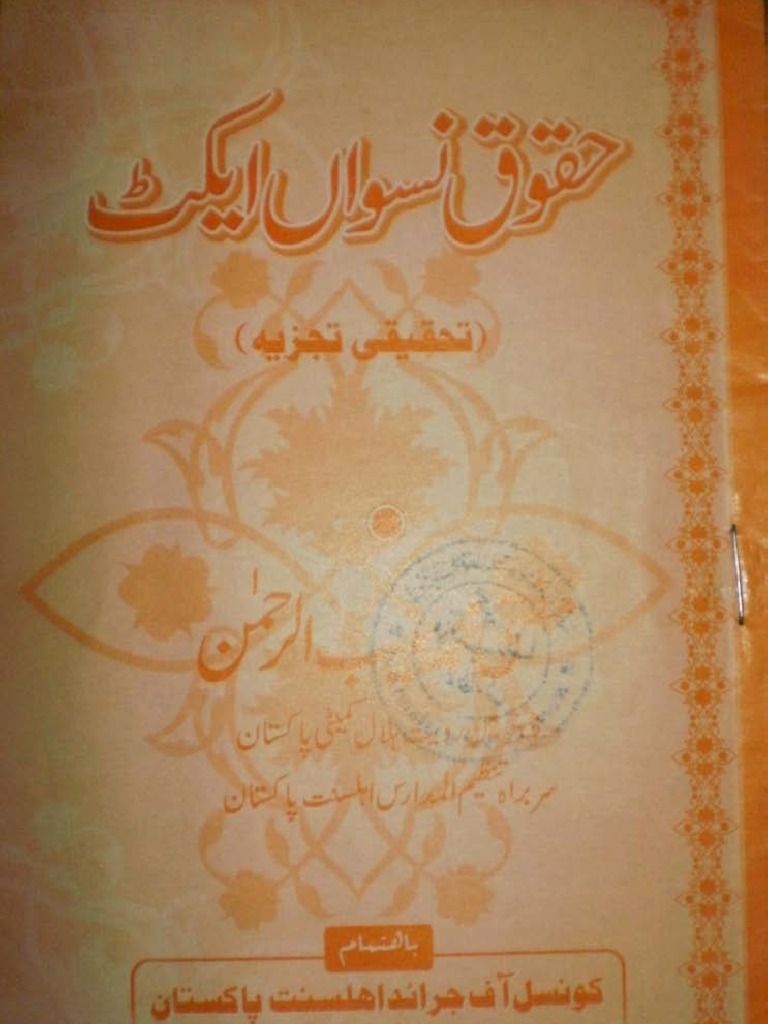 حقوق نسواں ایکٹ
(تحقیقی تجزیہ)
الرحمٰن
رویت ہلال کمیٹی پاکستان
سربراہ تنظیم المدارس اہلسنت پاکستان
باہتمام
کونسل آف جرائد اہلسنت پاکستان